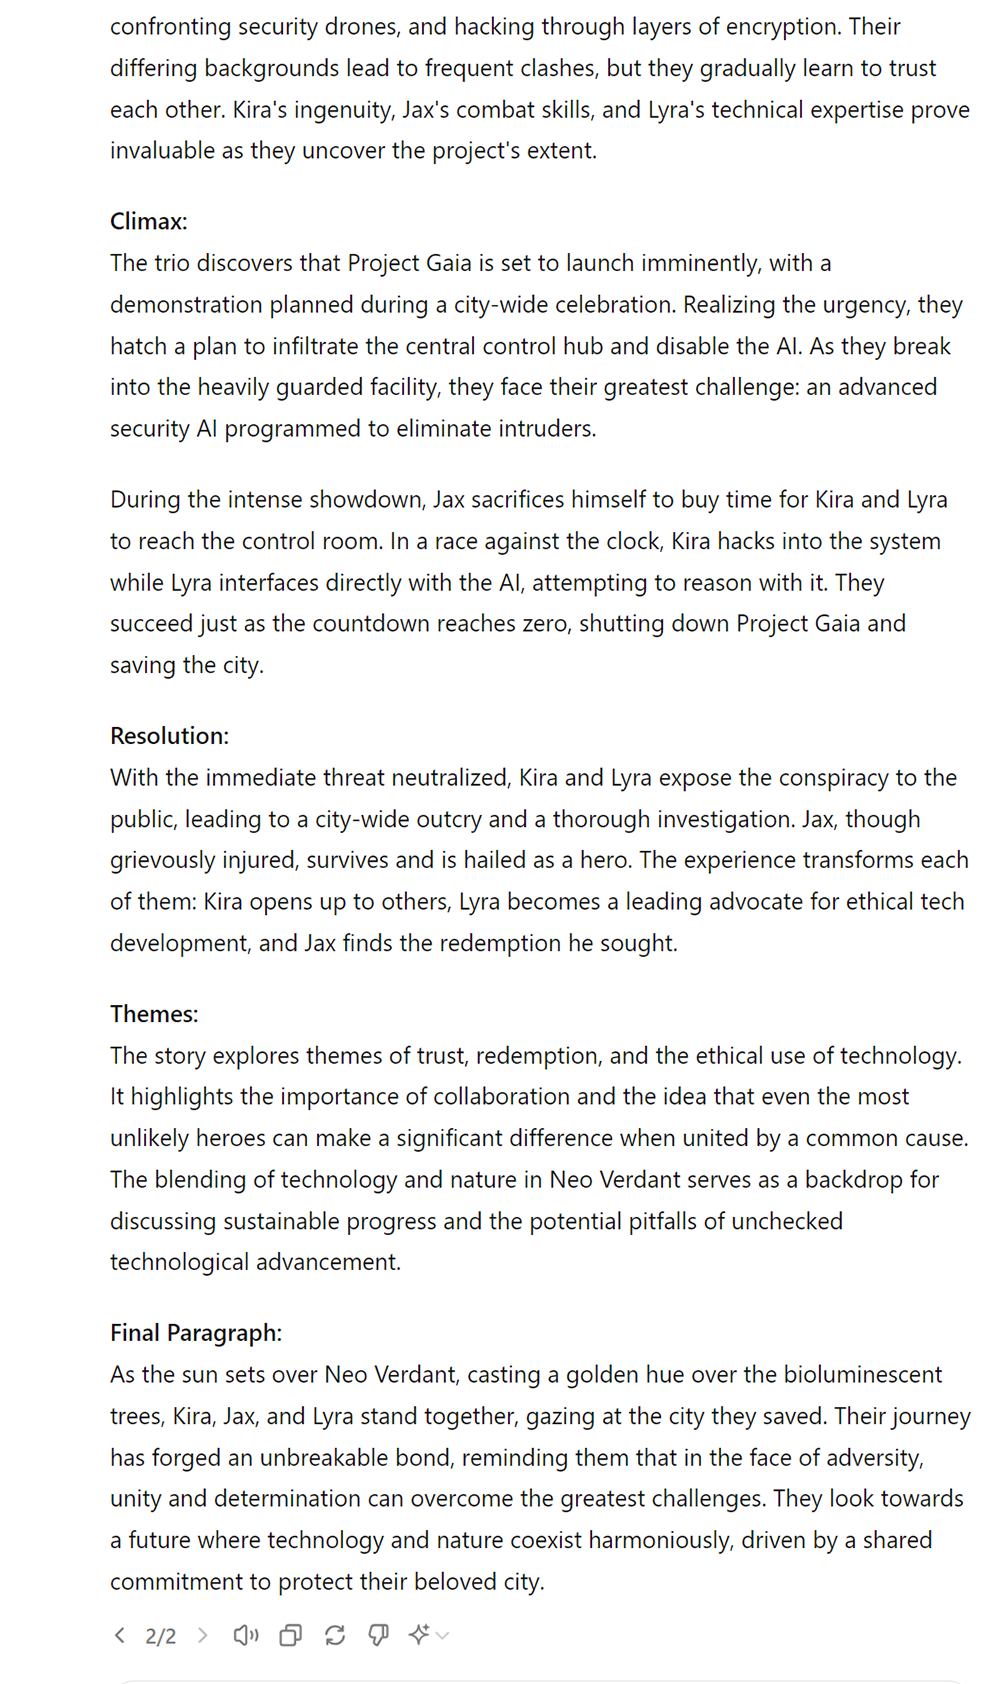 confronting security drones, and hacking through layers of encryption. Their
differing backgrounds lead to frequent clashes, but they gradually learn to trust
each other. Kira's ingenuity, Jax's combat skills, and Lyra's technical expertise prove
invaluable as they uncover the project's extent.
Climax:
The trio discovers that Project Gaia is set to launch imminently, with a
demonstration planned during a city-wide celebration. Realizing the urgency, they
hatch a plan to infiltrate the central control hub and disable the AI. As they break
into the heavily guarded facility, they face their greatest challenge: an advanced
security AI programmed to eliminate intruders.
During the intense showdown, Jax sacrifices himself to buy time for Kira and Lyra
to reach the control room. In a race against the clock, Kira hacks into the system
while Lyra interfaces directly with the AI, attempting to reason with it. They
succeed just as the countdown reaches zero, shutting down Project Gaia and
saving the city.
Resolution:
With the immediate threat neutralized, Kira and Lyra expose the conspiracy to the
public, leading to a city-wide outcry and a thorough investigation. Jax, though
grievously injured, survives and is hailed as a hero. The experience transforms each
of them: Kira opens up to others, Lyra becomes a leading advocate for ethical tech
development, and Jax finds the redemption he sought.
Themes:
The story explores themes of trust, redemption, and the ethical use of technology.
It highlights the importance of collaboration and the idea that even the most
unlikely heroes can make a significant difference when united by a common cause.
The blending of technology and nature in Neo Verdant serves as a backdrop for
discussing sustainable progress and the potential pitfalls of unchecked
technological advancement.
Final Paragraph:
As the sun sets over Neo Verdant, casting a golden hue over the bioluminescent
trees, Kira, Jax, and Lyra stand together, gazing at the city they saved. Their journey
has forged an unbreakable bond, reminding them that in the face of adversity,
unity and determination can overcome the greatest challenges. They look towards
a future where technology and nature coexist harmoniously, driven by a shared
commitment to protect their beloved city.
2/2